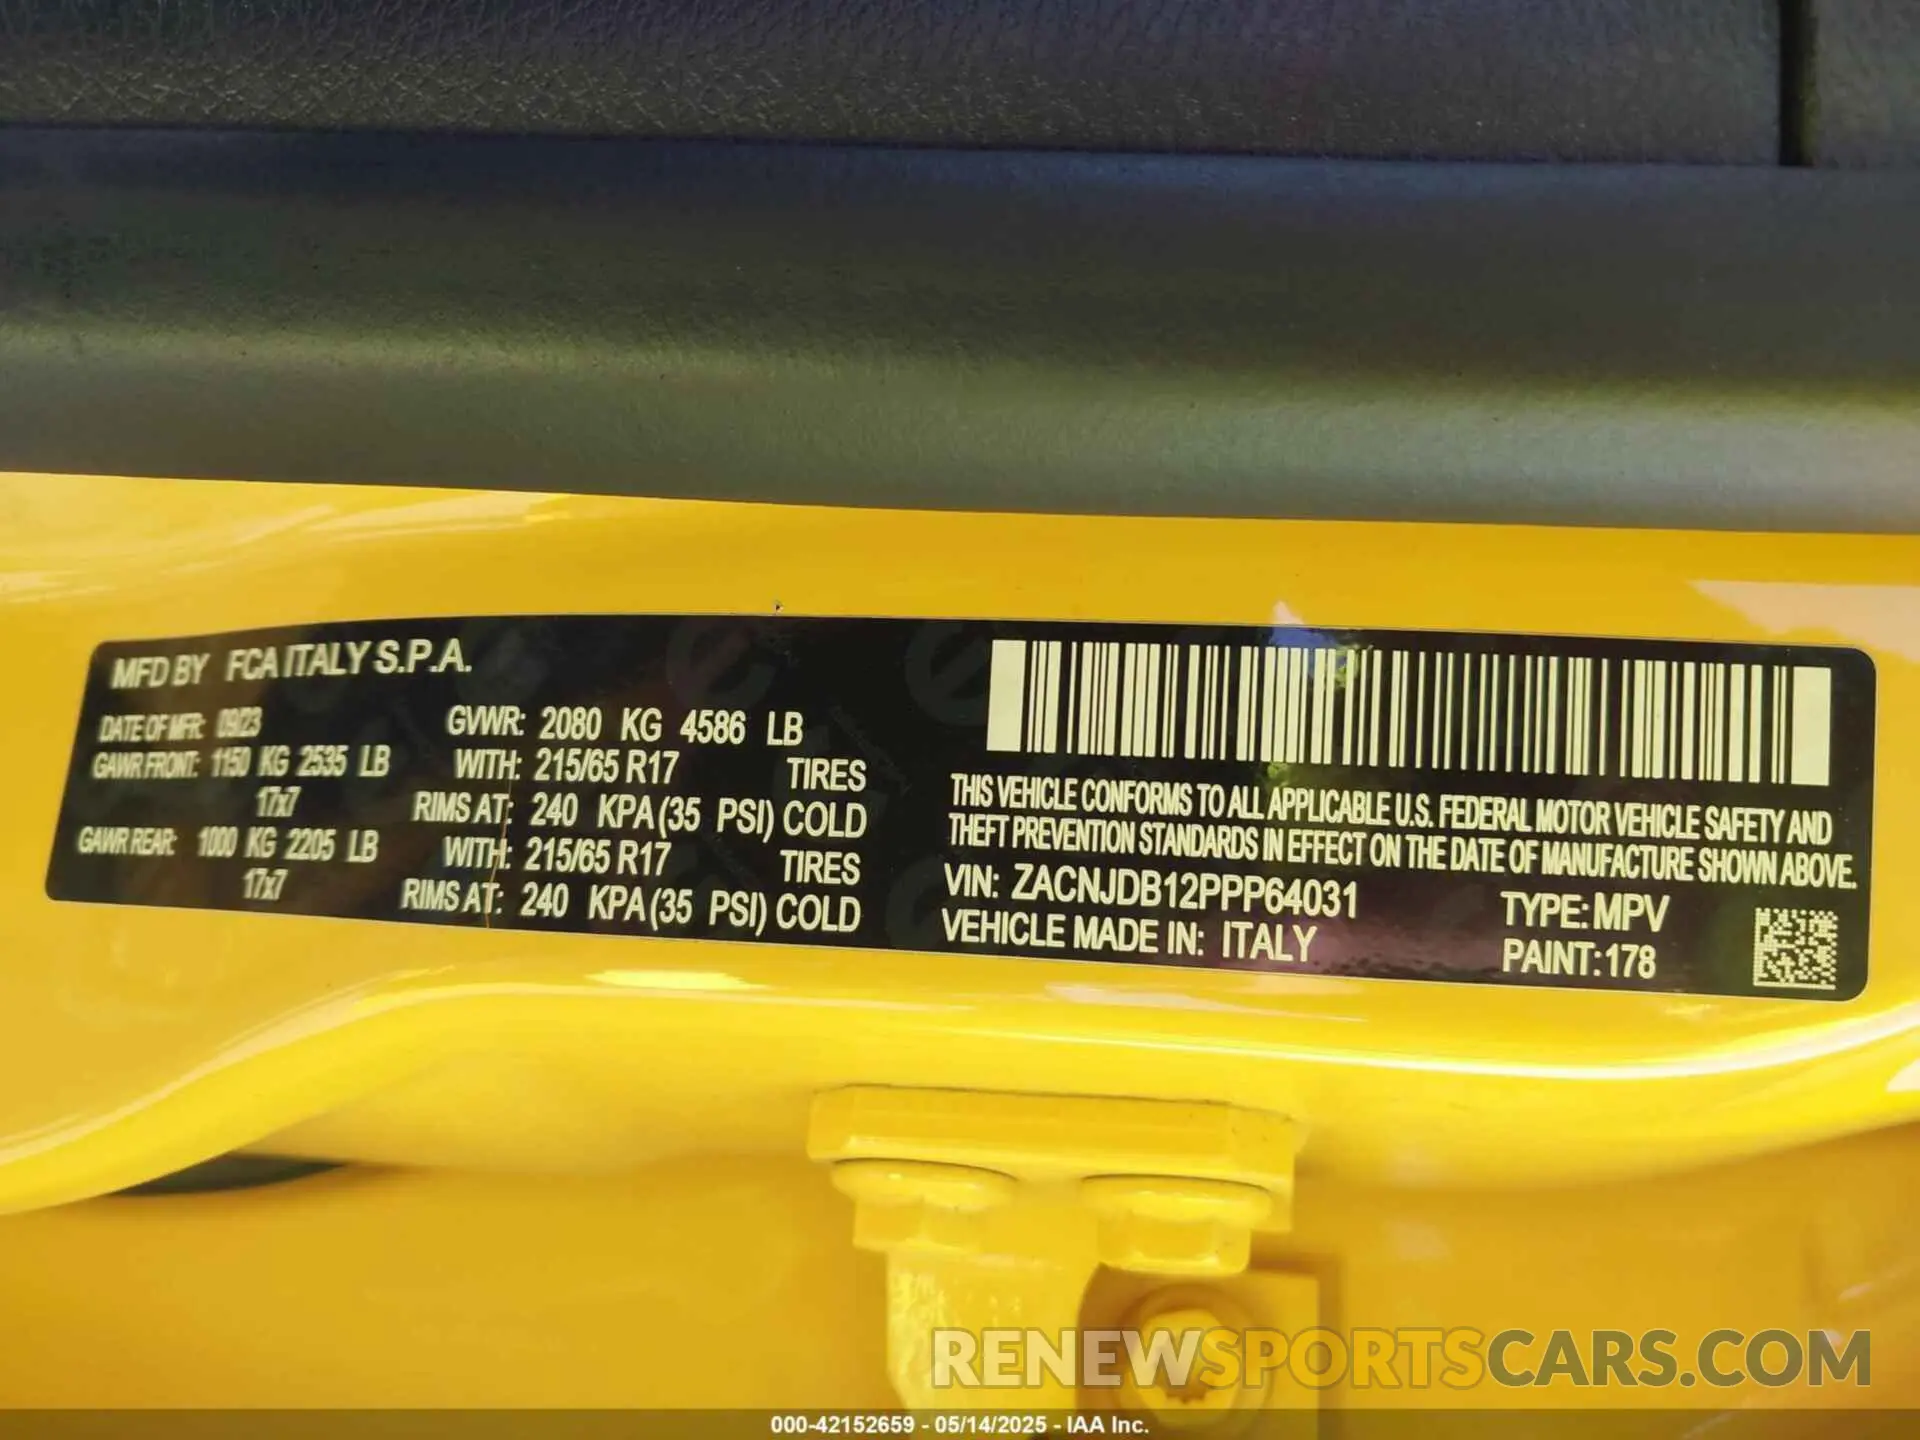 MFD BY FCA ITALY S.P.A.
DATE OF MFR: 09/23 GVWR: 2080 KG 4586 LB
GAWR FRONT: 1150 KG 2535 LB WITH: 215/65 R17 TIRES
17x7 RIMS AT: 240 KPA (35 PSI) COLD
GAWR REAR: 1000 KG 2205 LB WITH: 215/65 R17 TIRES
17x7 RIMS AT: 240 KPA (35 PSI) COLD
THIS VEHICLE CONFORMS TO ALL APPLICABLE U.S. FEDERAL MOTOR VEHICLE SAFETY AND
THEFT PREVENTION STANDARDS IN EFFECT ON THE DATE OF MANUFACTURE SHOWN ABOVE.
VIN: ZACNJDB12PPP64031 TYPE: MPV
VEHICLE MADE IN: ITALY PAINT: 178
RENEWSPORTSCARS.COM
000-42152659 - 05/14/2025 - IAA Inc.